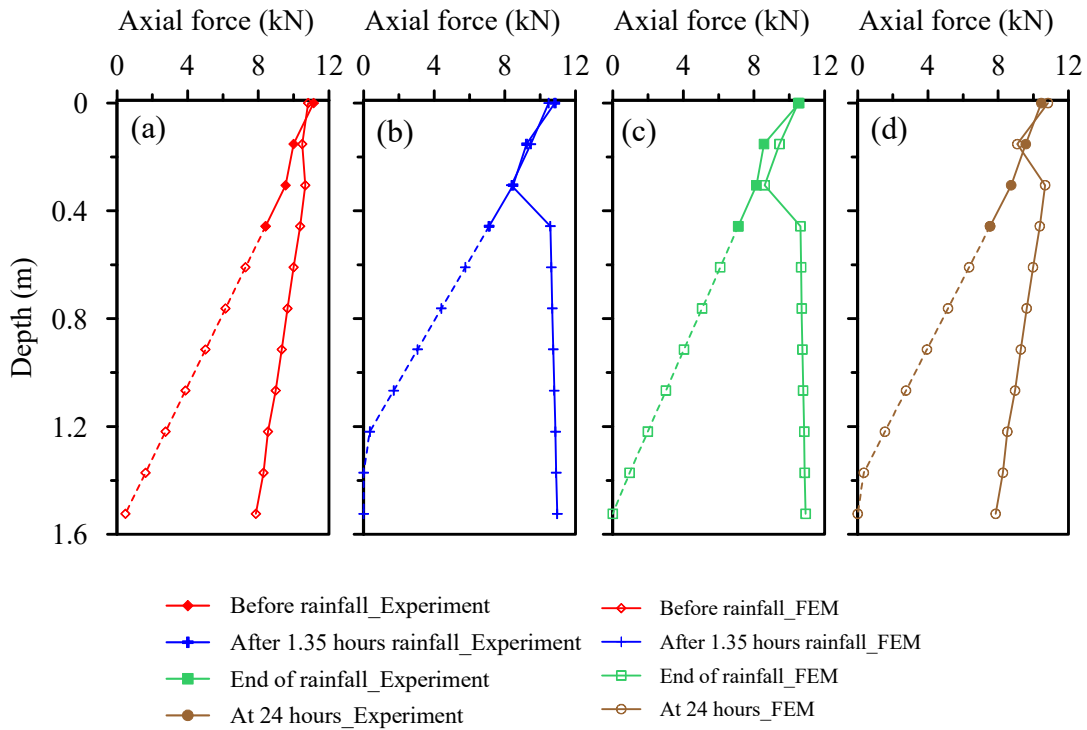 Axial force (kN) Axial force (kN) Axial force (kN) Axial force (kN)
0 4 8 12 0 4 8 12 0 4 8 12 0 4 8 12
0
(a) (b) (c) (d)
0.4
0.8
Depth (m)
1.2
1.6
Before rainfall_Experiment Before rainfall_FEM
After 1.35 hours rainfall_Experiment After 1.35 hours rainfall_FEM
End of rainfall_Experiment End of rainfall_FEM
At 24 hours_Experiment At 24 hours_FEM